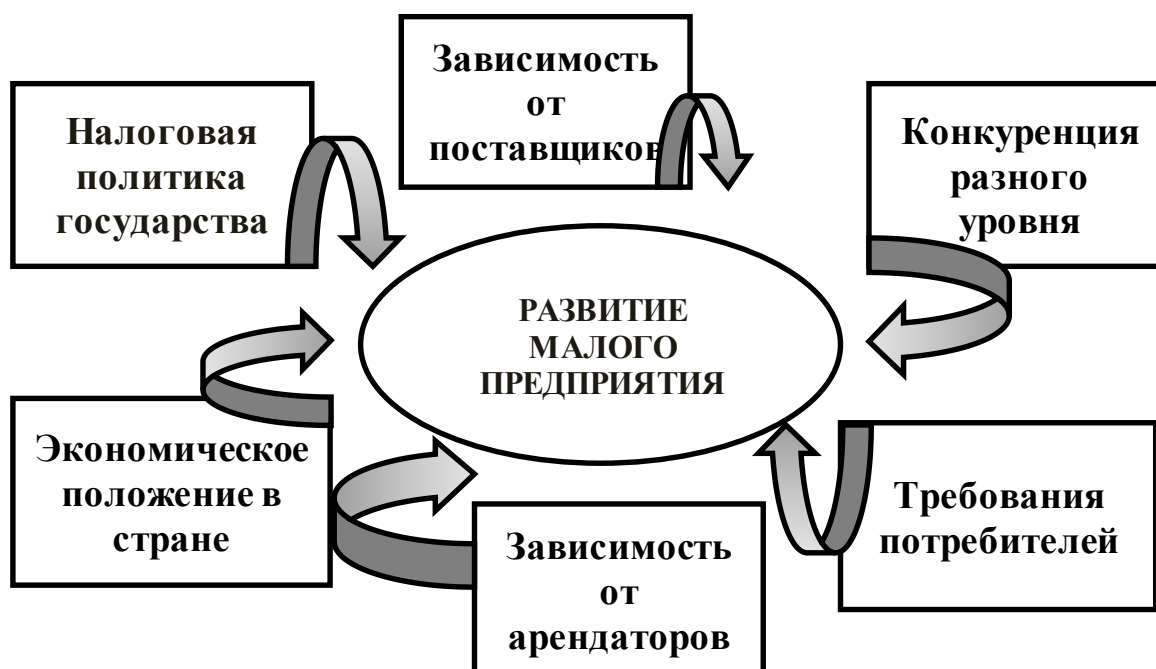 Зависимость
от
поставщиков
Налоговая
политика
государства
Конкуренция
разного
уровня
РАЗВИТИЕ
МАЛОГО
ПРЕДПРИЯТИЯ
Экономическое
положение в
стране
Зависимость
от
арендаторов
Требования
потребителей